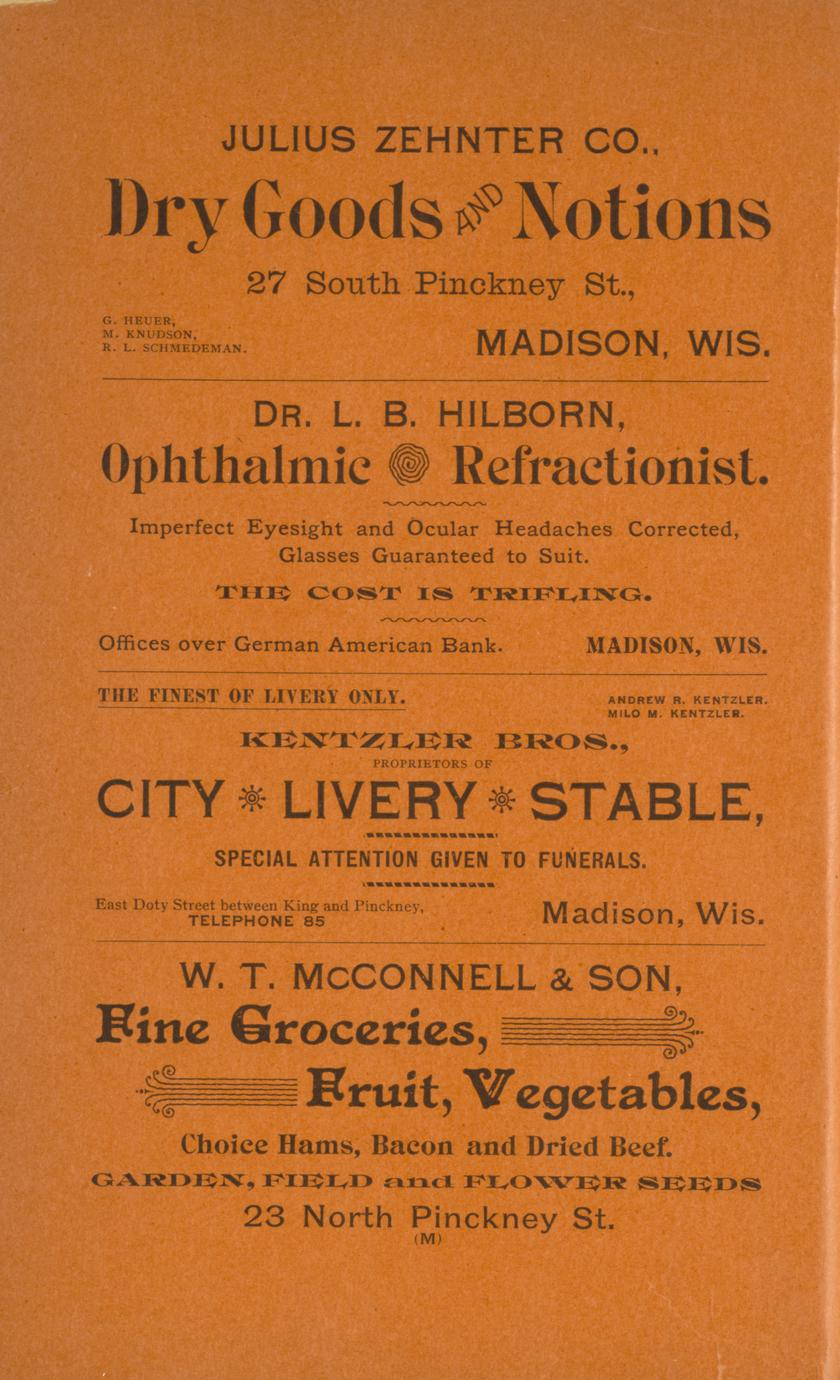 JULIUS ZEHNTER CO.,
Dry Goods AND Notions
27 South Pinckney St.,
G. HEUER,
M. KNUDSON,
R. L. SCHMEDEMAN.
MADISON, WIS.
DR. L. B. HILBORN,
Ophthalmic Refractionist.
Imperfect Eyesight and Ocular Headaches Corrected,
Glasses Guaranteed to Suit.
THE COST IS TRIFLING.
Offices over German American Bank. MADISON, WIS.
THE FINEST OF LIVERY ONLY.
ANDREW R. KENTZLER.
MILO M. KENTZLER.
KENTZLER BROS.,
PROPRIETORS OF
CITY LIVERY STABLE,
SPECIAL ATTENTION GIVEN TO FUNERALS.
East Doty Street between King and Pinckney,
TELEPHONE 85
Madison, Wis.
W. T. McCONNELL & SON,
Fine Groceries,
Fruit, Vegetables,
Choice Hams, Bacon and Dried Beef.
GARDEN, FIELD and FLOWER SEEDS
23 North Pinckney St.
(M)